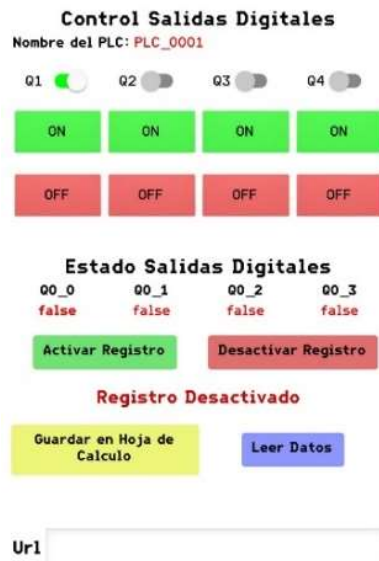 Control Salidas Digitales
Nombre del PLC: PLC_0001
Q1 Q2 Q3 Q4
ON ON ON ON
OFF OFF OFF OFF
Estado Salidas Digitales
Q0_0 Q0_1 Q0_2 Q0_3
false false false false
Activar Registro Desactivar Registro
Registro Desactivado
Guardar en Hoja de
Calculo
Leer Datos
Url